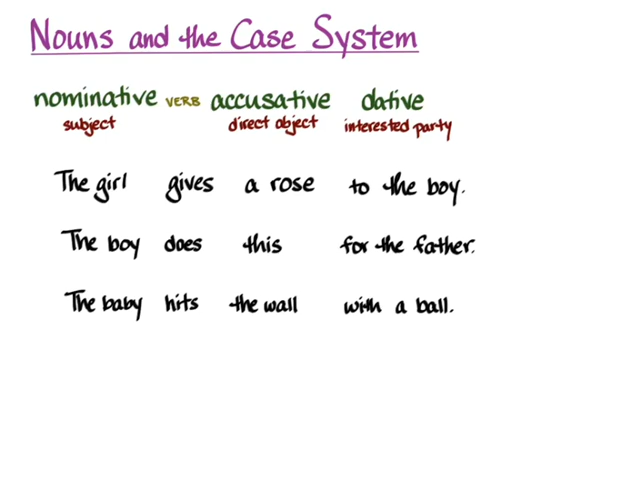 Nouns and the Case System
nominative VERB accusative dative
subject direct object interested party
The girl gives a rose to the boy.
The boy does this for the father.
The baby hits the wall with a ball.